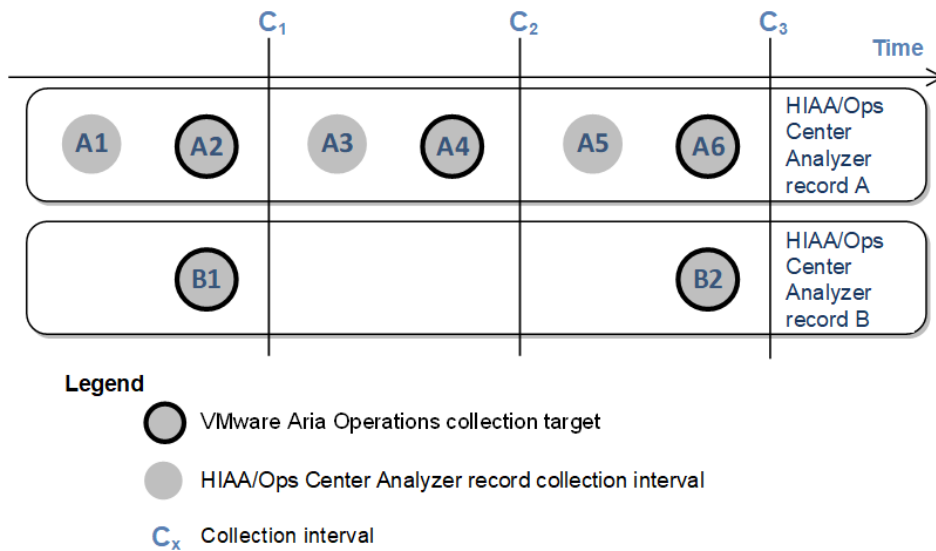 C1 C2 C3
Time
A1 A2 A3 A4 A5 A6
HIAA/Ops
Center
Analyzer
record A
B1 B2
HIAA/Ops
Center
Analyzer
record B
Legend
VMware Aria Operations collection target
HIAA/Ops Center Analyzer record collection interval
Cx Collection interval